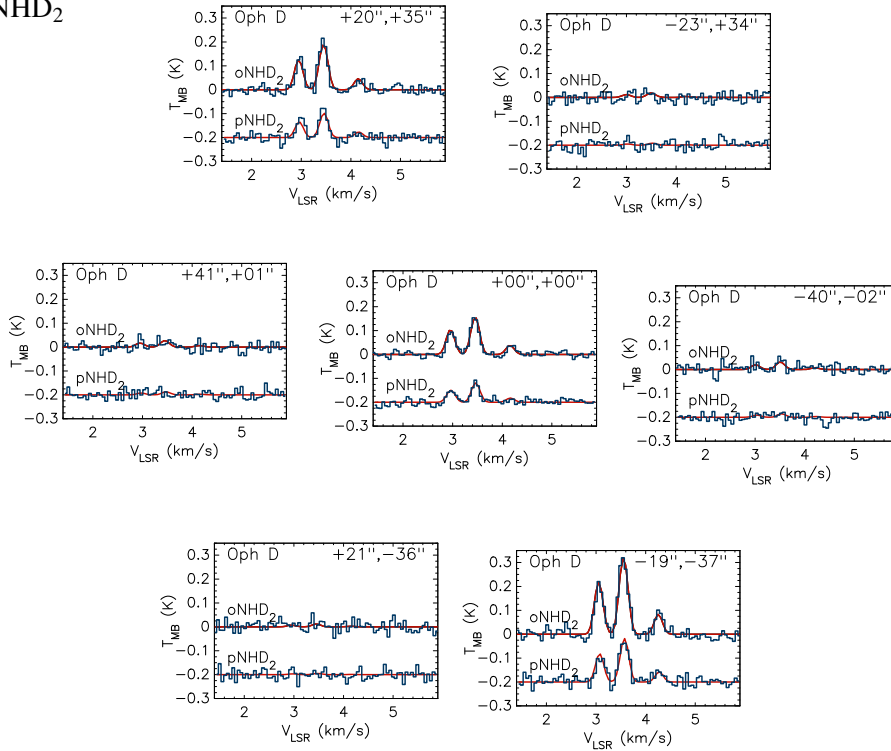 NHD2
Oph D +20",+35"
oNHD2
pNHD2
0.3
0.2
0.1
0
−0.1
−0.2
−0.3
TMB (K)
2 3 4 5
VLSR (km/s)
Oph D −23",+34"
oNHD2
pNHD2
0.3
0.2
0.1
0
−0.1
−0.2
−0.3
TMB (K)
2 3 4 5
VLSR (km/s)
Oph D +41",+01"
oNHD2
pNHD2
0.3
0.2
0.1
0
−0.1
−0.2
−0.3
TMB (K)
2 3 4 5
VLSR (km/s)
Oph D +00",+00"
oNHD2
pNHD2
0.3
0.2
0.1
0
−0.1
−0.2
−0.3
TMB (K)
2 3 4 5
VLSR (km/s)
Oph D −40",−02"
oNHD2
pNHD2
0.3
0.2
0.1
0
−0.1
−0.2
−0.3
TMB (K)
2 3 4 5
VLSR (km/s)
Oph D +21",−36"
oNHD2
pNHD2
0.3
0.2
0.1
0
−0.1
−0.2
−0.3
TMB (K)
2 3 4 5
VLSR (km/s)
Oph D −19",−37"
oNHD2
pNHD2
0.3
0.2
0.1
0
−0.1
−0.2
−0.3
TMB (K)
2 3 4 5
VLSR (km/s)